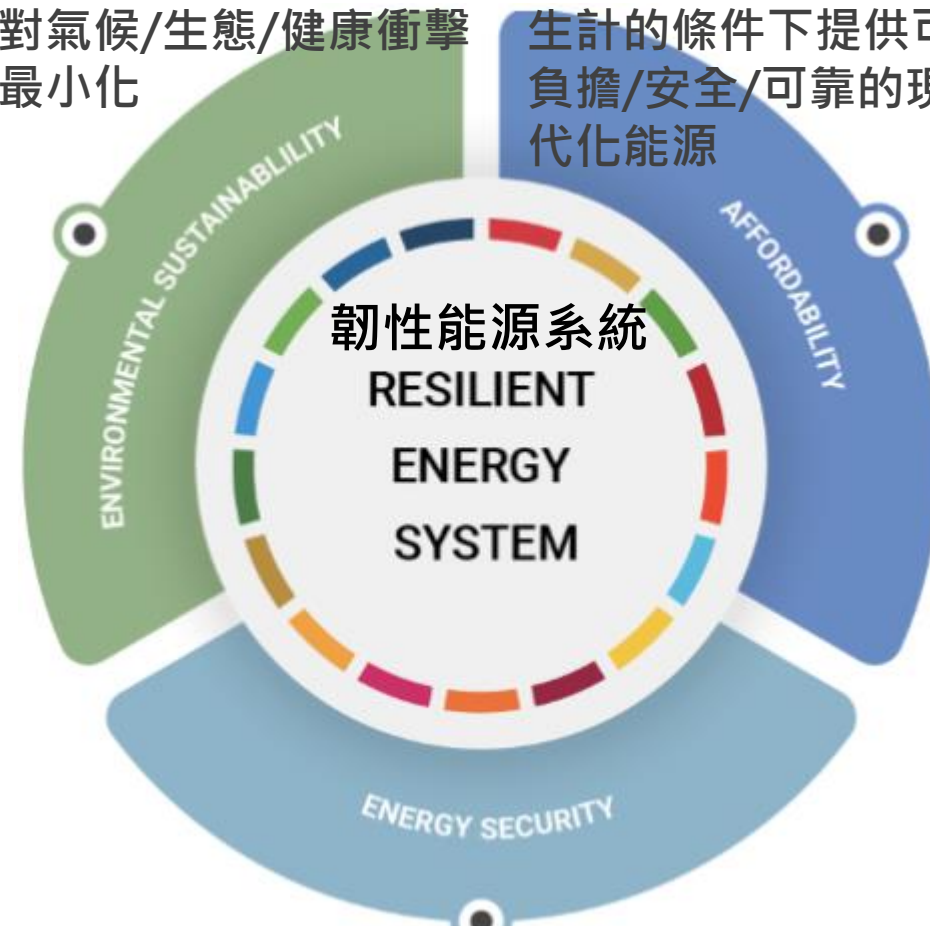 對氣候/生態/健康衝擊
最小化
生計的條件下提供可
負擔/安全/可靠的現
代化能源
ENVIRONMENTAL SUSTAINABLILITY
AFFORDABILITY
韌性能源系統
RESILIENT
ENERGY
SYSTEM
ENERGY SECURITY